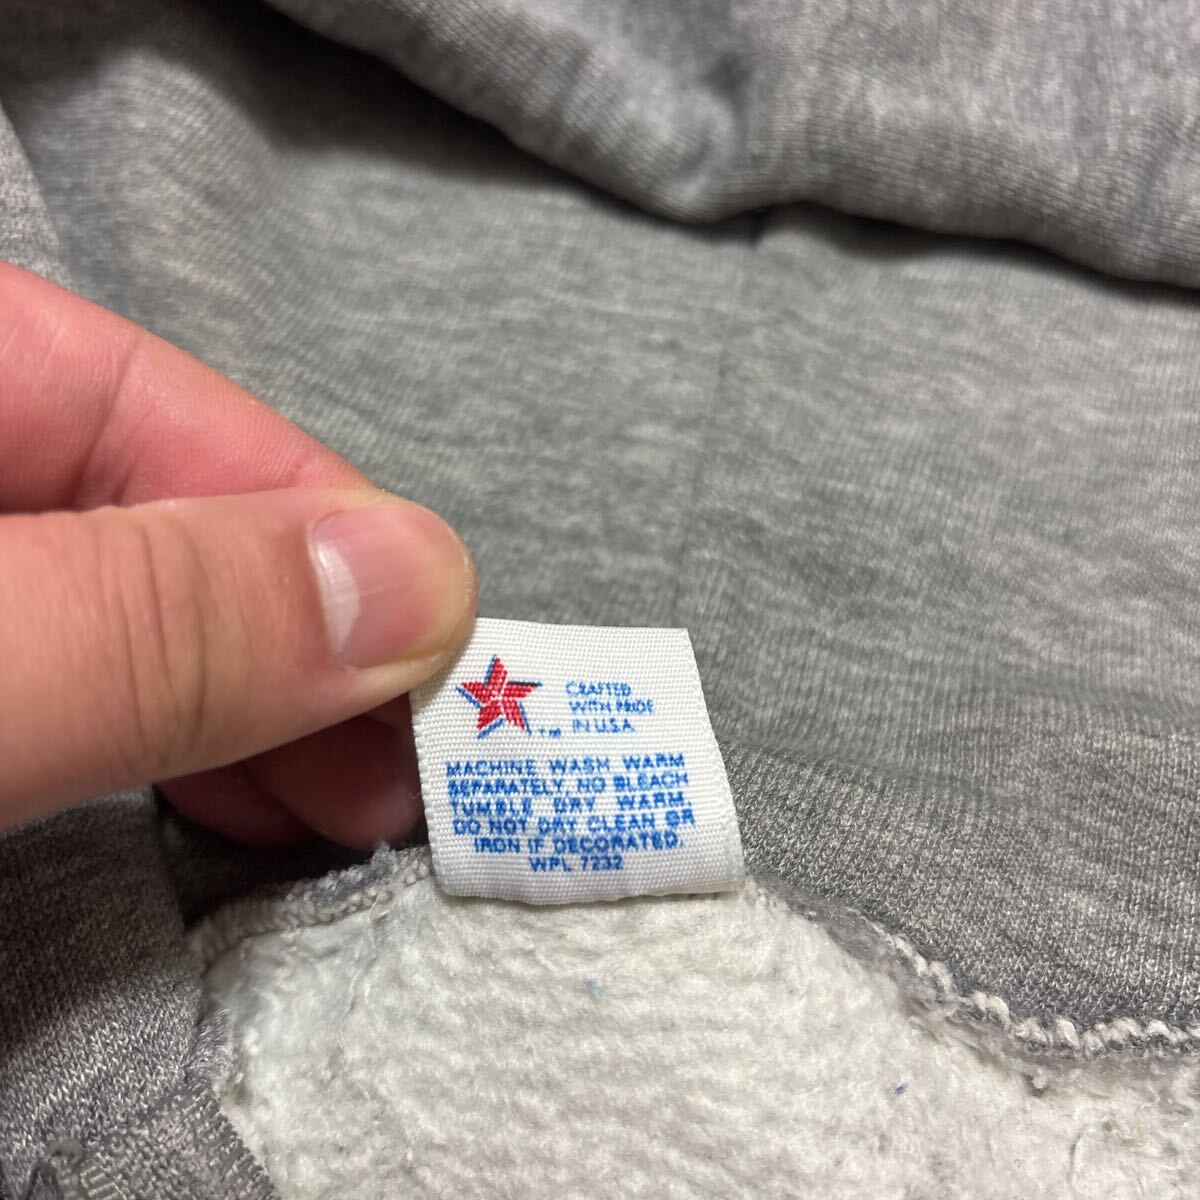 CRAFTED
WITH PRIDE
IN U.S.A
TM
MACHINE WASH WARM
SEPARATELY, NO BLEACH
TUMBLE DRY WARM.
DO NOT DRY CLEAN OR
IRON IF DECORATED.
WPL 7232